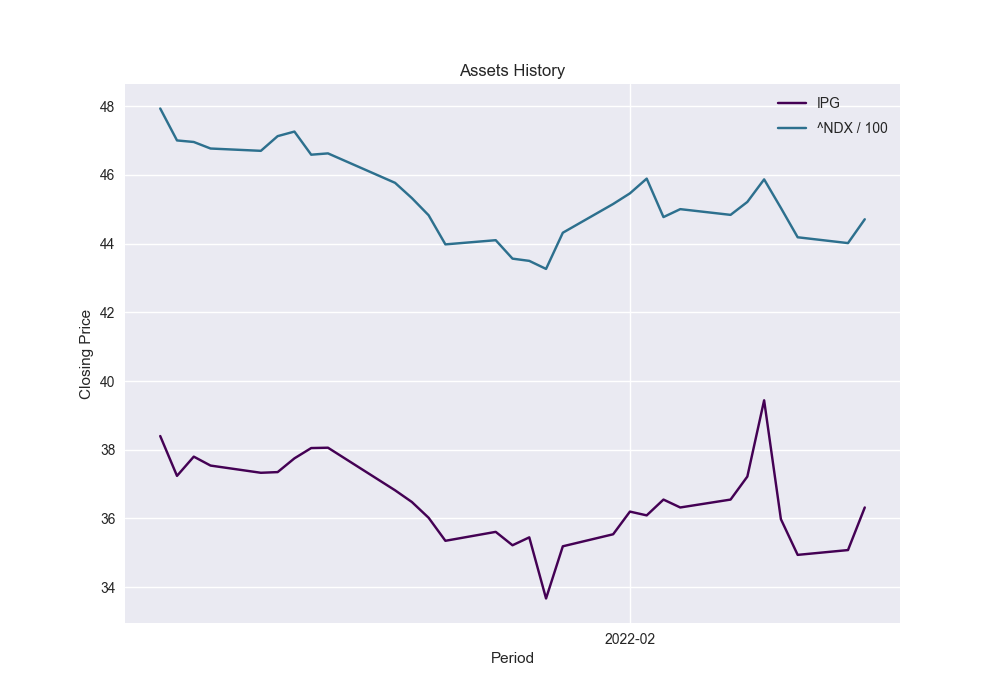 Assets History
IPG
^NDX / 100
48
46
44
42
40
38
36
34
Closing Price
2022-02
Period